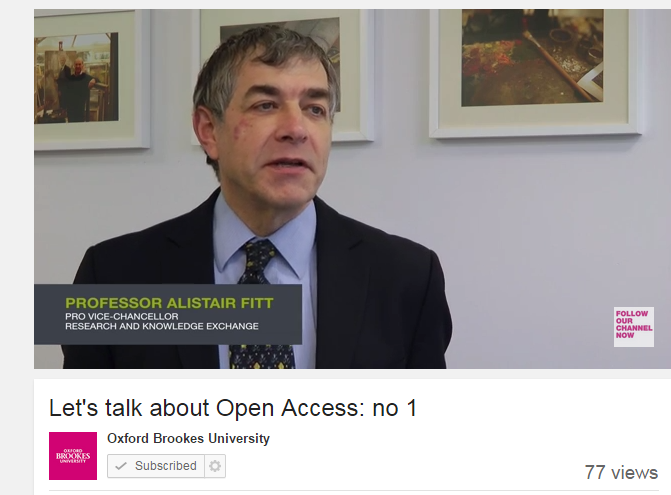 PROFESSOR ALISTAIR FITT
PRO VICE-CHANCELLOR
RESEARCH AND KNOWLEDGE EXCHANGE
FOLLOW
OUR
CHANNEL
NOW
Let's talk about Open Access: no 1
OXFORD
BROOKES
UNIVERSITY
Oxford Brookes University
Subscribed
77 views